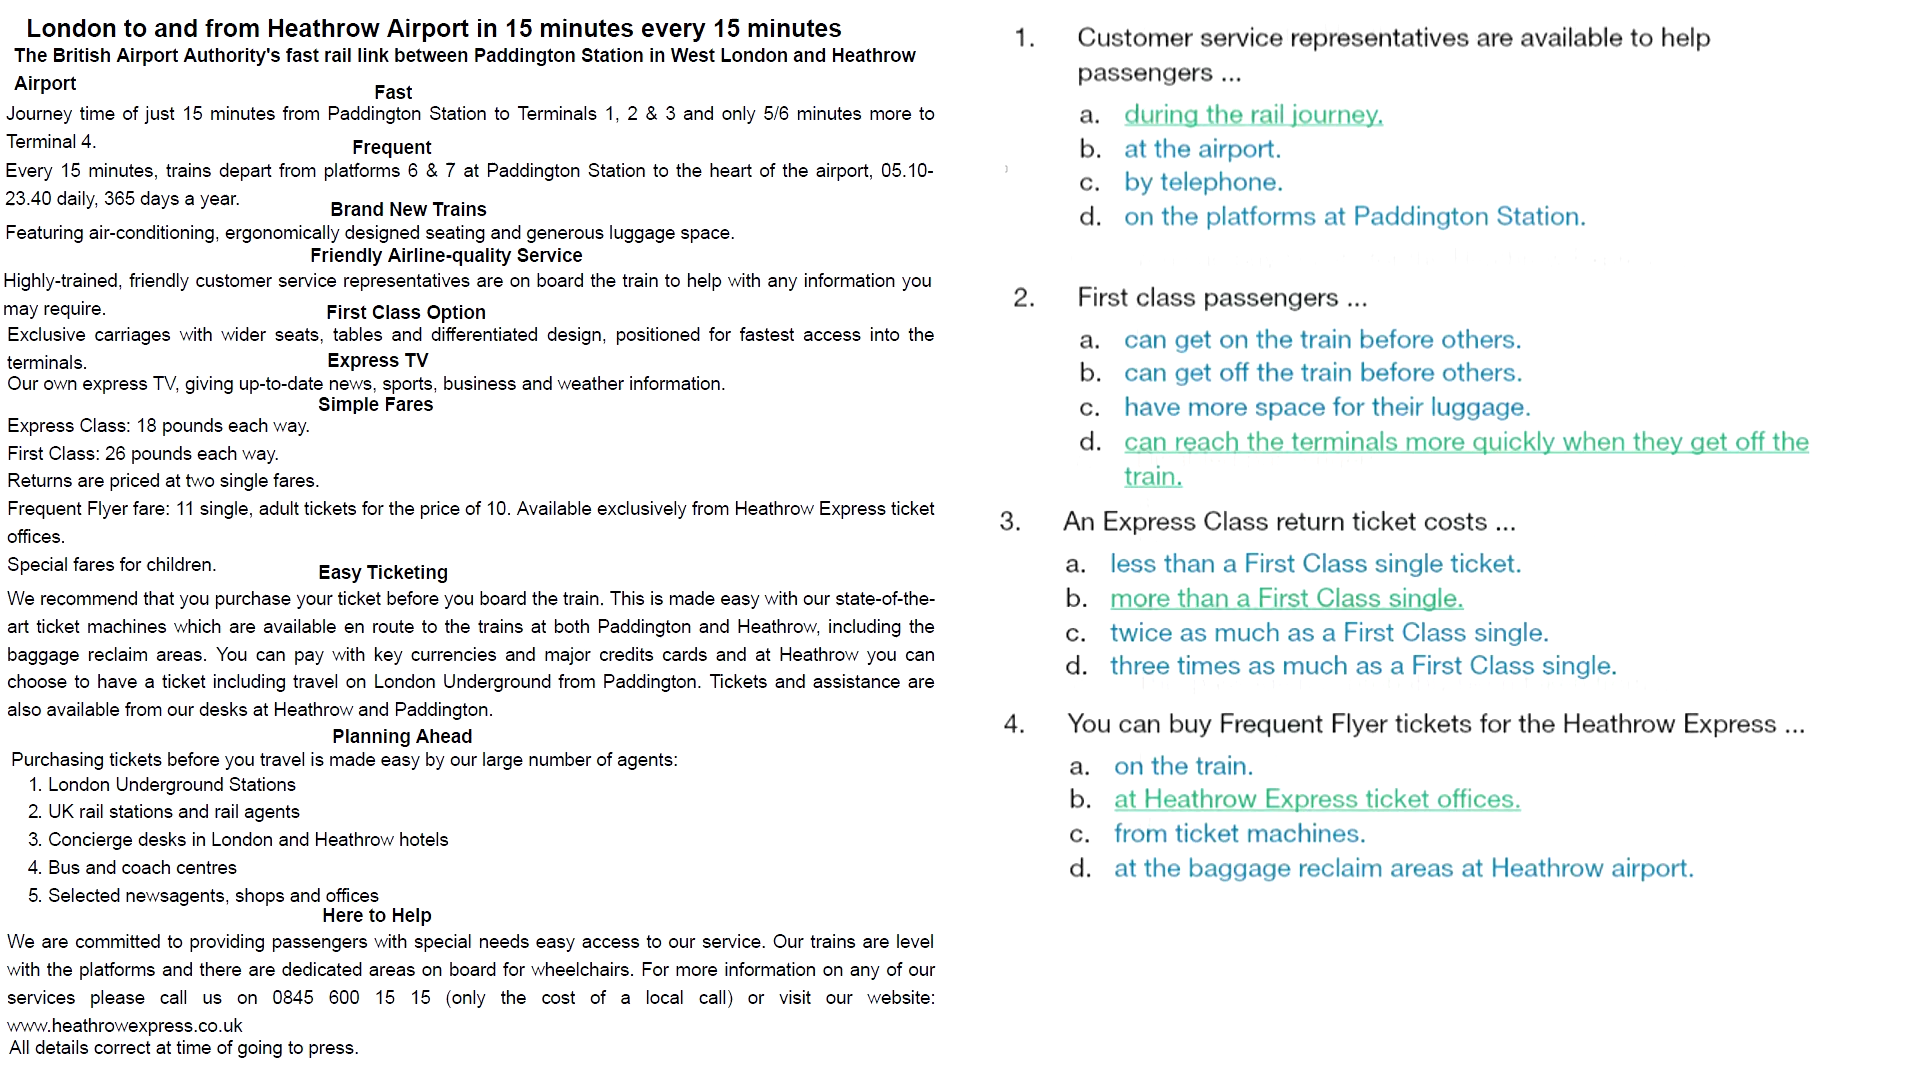 London to and from Heathrow Airport in 15 minutes every 15 minutes
The British Airport Authority's fast rail link between Paddington Station in West London and Heathrow
Airport
Fast
Journey time of just 15 minutes from Paddington Station to Terminals 1, 2 & 3 and only 5/6 minutes more to
Terminal 4.
Frequent
Every 15 minutes, trains depart from platforms 6 & 7 at Paddington Station to the heart of the airport, 05.10-
23.40 daily, 365 days a year.
Brand New Trains
Featuring air-conditioning, ergonomically designed seating and generous luggage space.
Friendly Airline-quality Service
Highly-trained, friendly customer service representatives are on board the train to help with any information you
may require.
First Class Option
Exclusive carriages with wider seats, tables and differentiated design, positioned for fastest access into the
terminals.
Express TV
Our own express TV, giving up-to-date news, sports, business and weather information.
Simple Fares
Express Class: 18 pounds each way.
First Class: 26 pounds each way.
Returns are priced at two single fares.
Frequent Flyer fare: 11 single, adult tickets for the price of 10. Available exclusively from Heathrow Express ticket
offices.
Special fares for children.
Easy Ticketing
We recommend that you purchase your ticket before you board the train. This is made easy with our state-of-the-
art ticket machines which are available en route to the trains at both Paddington and Heathrow, including the
baggage reclaim areas. You can pay with key currencies and major credits cards and at Heathrow you can
choose to have a ticket including travel on London Underground from Paddington. Tickets and assistance are
also available from our desks at Heathrow and Paddington.
Planning Ahead
Purchasing tickets before you travel is made easy by our large number of agents:
1. London Underground Stations
2. UK rail stations and rail agents
3. Concierge desks in London and Heathrow hotels
4. Bus and coach centres
5. Selected newsagents, shops and offices
Here to Help
We are committed to providing passengers with special needs easy access to our service. Our trains are level
with the platforms and there are dedicated areas on board for wheelchairs. For more information on any of our
services please call us on 0845 600 15 15 (only the cost of a local call) or visit our website:
www.heathrowexpress.co.uk
All details correct at time of going to press.
1. Customer service representatives are available to help
passengers ...
a. during the rail journey.
b. at the airport.
c. by telephone.
d. on the platforms at Paddington Station.
2. First class passengers ...
a. can get on the train before others.
b. can get off the train before others.
c. have more space for their luggage.
d. can reach the terminals more quickly when they get off the
train.
3. An Express Class return ticket costs ...
a. less than a First Class single ticket.
b. more than a First Class single.
c. twice as much as a First Class single.
d. three times as much as a First Class single.
4. You can buy Frequent Flyer tickets for the Heathrow Express ...
a. on the train.
b. at Heathrow Express ticket offices.
c. from ticket machines.
d. at the baggage reclaim areas at Heathrow airport.